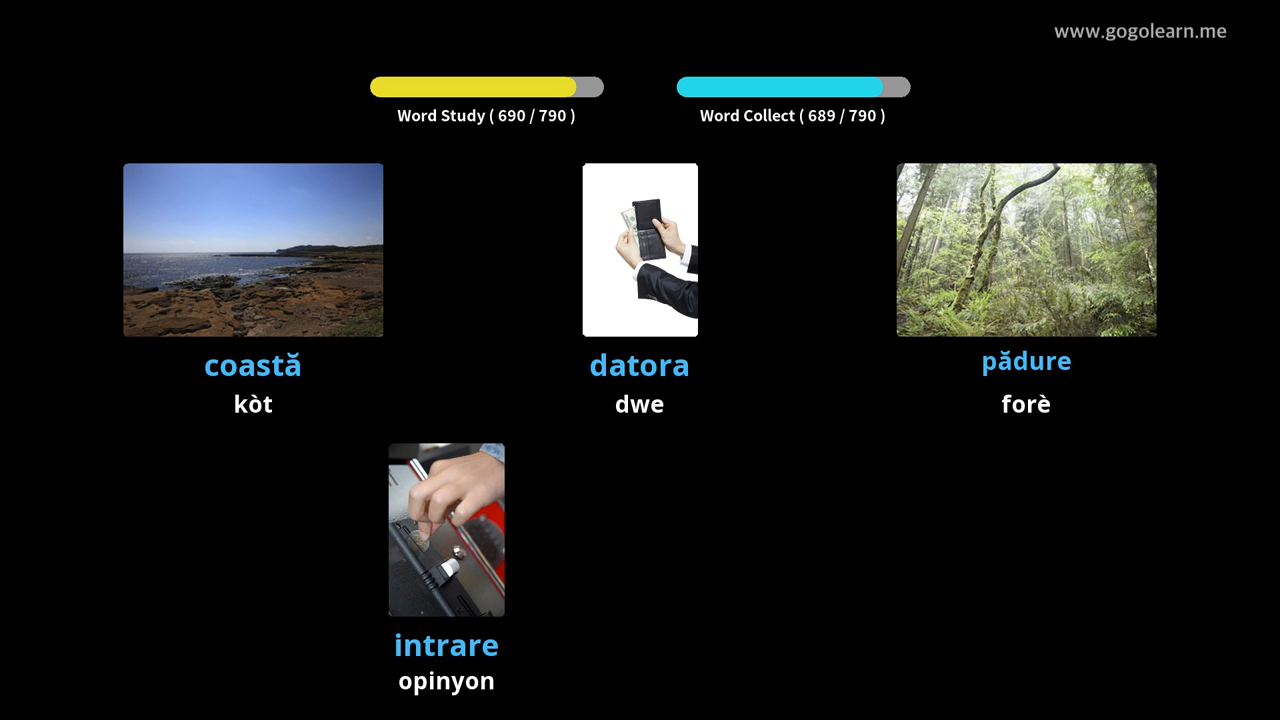 www.gogolearn.me
Word Study ( 690 / 790 )
Word Collect ( 689 / 790 )
coastă
kòt
datora
dwe
pădure
forè
intrare
opinyon